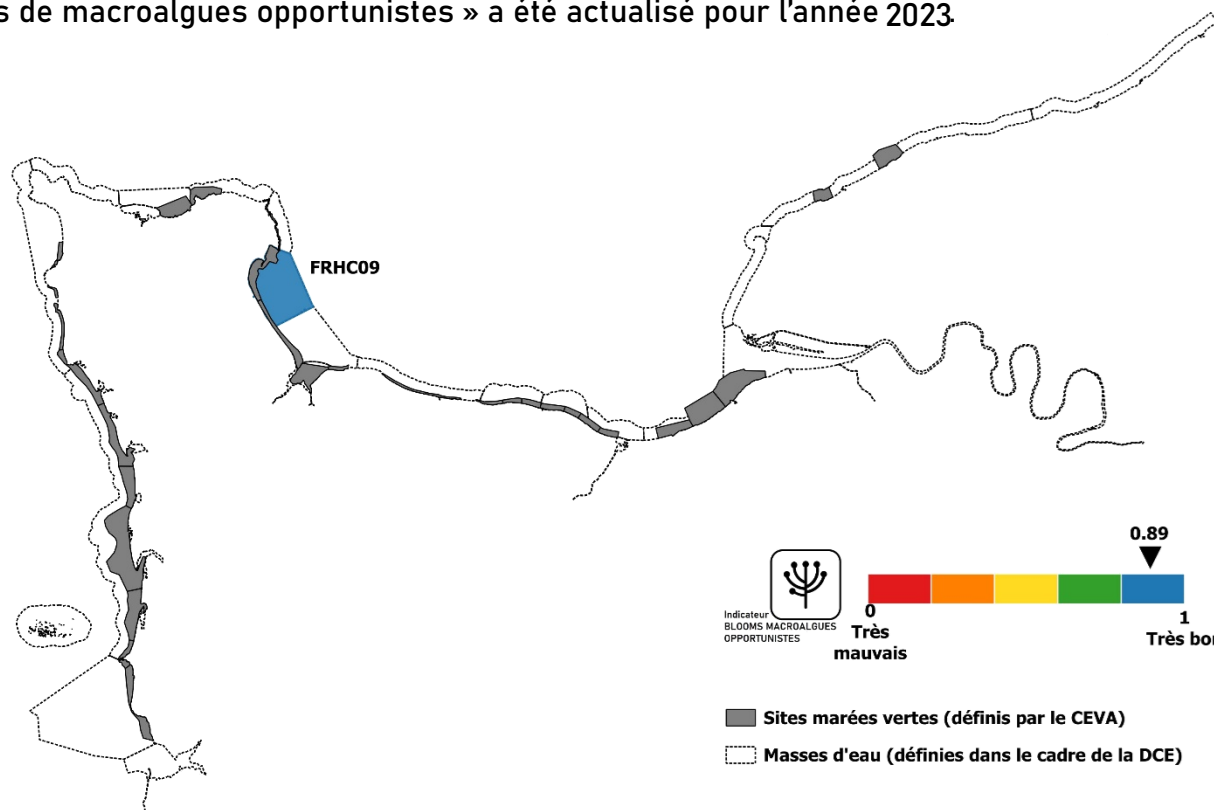 de macroalgues opportunistes » a été actualisé pour l'année 2023.
FRHC09
0.89
Indicateur
BLOOMS MACROALGUES
OPPORTUNISTES
0
1
Très
mauvais
Très bon
Sites marées vertes (définis par le CEVA)
Masses d'eau (définies dans le cadre de la DCE)